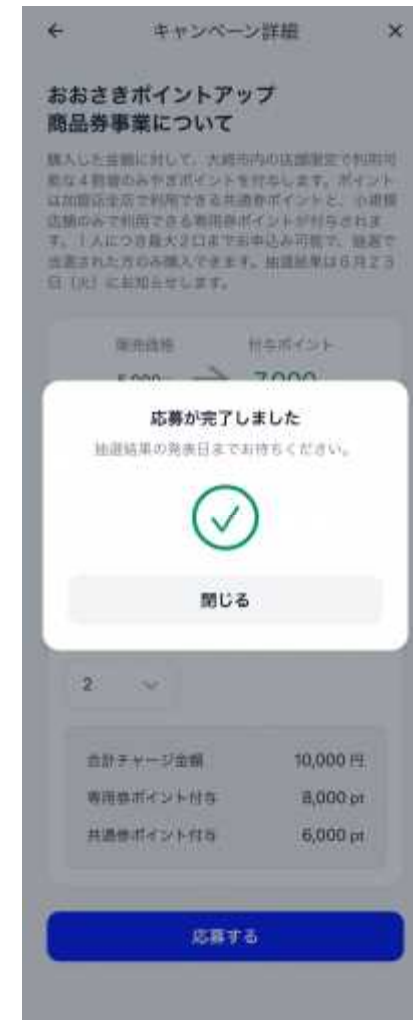 キャンペーン詳細
おおさきポイントアップ
商品券事業について
購入した金額に対して、大崎市内の店舗限定で利用可
能な4割増のみやぎポイントを付与します。ポイント
は加盟店全店で利用できる共通券ポイントと、小規模
店舗のみで利用できる専用券ポイントが付与されま
す。1人につき最大2口までお申込み可能で、抽選で
当選された方のみ購入できます。抽選結果は6月23
日（火）にお知らせします。
販売価格 付与ポイント
5,000 7,000
応募が完了しました
抽選結果の発表日までお待ちください。
閉じる
2
合計チャージ金額 10,000 円
専用券ポイント付与 8,000 pt
共通券ポイント付与 6,000 pt
応募する